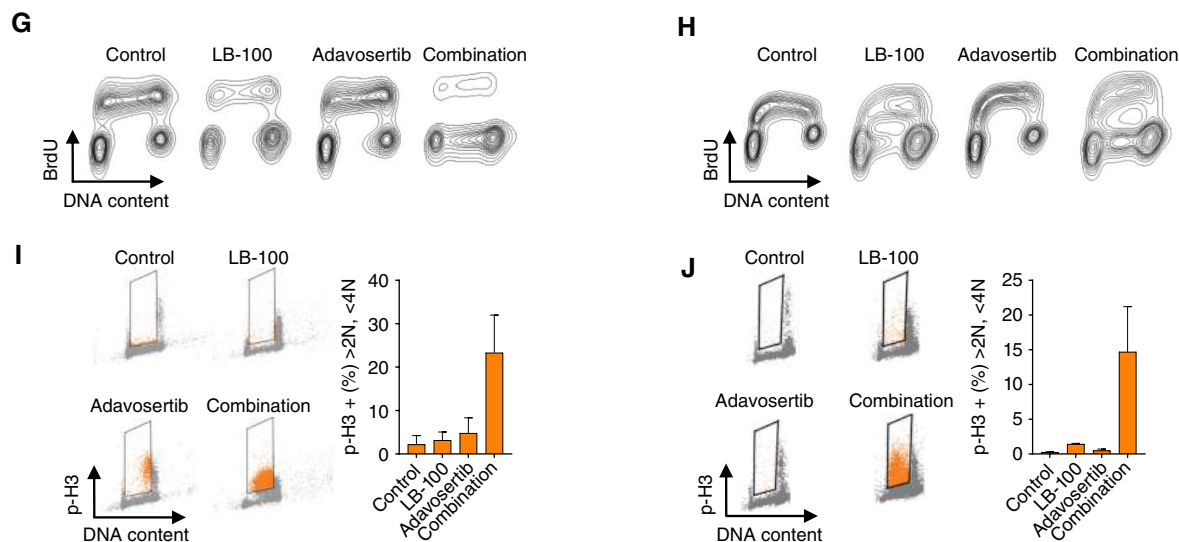 G
Control LB-100 Adavosertib Combination
BrdU
DNA content
H
Control LB-100 Adavosertib Combination
BrdU
DNA content
I
Control LB-100
Adavosertib Combination
p-H3
DNA content
p-H3 + (%) >2N, <4N
40
30
20
10
0
Control
LB-100
Adavosertib
Combination
J
Control LB-100
Adavosertib Combination
p-H3
DNA content
p-H3 + (%) >2N, <4N
25
20
15
10
5
0
Control
LB-100
Adavosertib
Combination